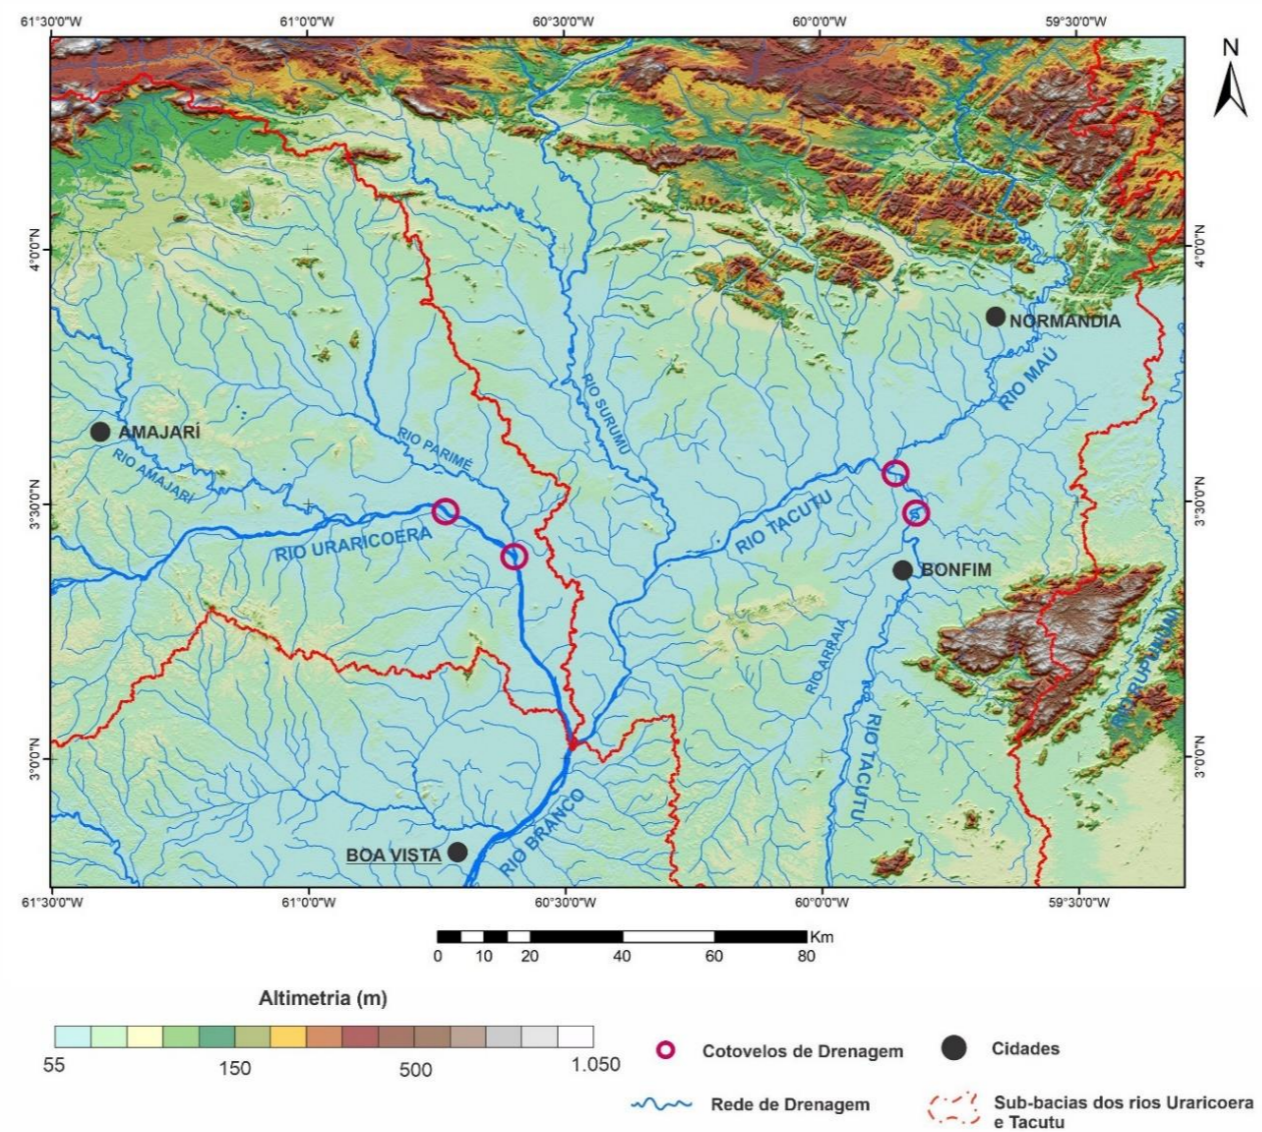 61°30'0"W 61°0'0"W 60°30'0"W 60°0'0"W 59°30'0"W
N
4°0'0"N
4°0'0"N
NORMANDIA
RIO MAÚ
RIO SURUMÚ
AMAJARÍ
RIO PARIMÉ
RIO AMAJARÍ
3°30'0"N
3°30'0"N
RIO URARICOERA
RIO TACUTU
BONFIM
RIO ARRAIA
RIO RUPUNUNI
RIO TACUTU
3°0'0"N
3°0'0"N
BOA VISTA
RIO BRANCO
61°30'0"W 61°0'0"W 60°30'0"W 60°0'0"W 59°30'0"W
Km
0 10 20 40 60 80
Altimetria (m)
55 150 500 1.050
Cotovelos de Drenagem
Cidades
Rede de Drenagem
Sub-bacias dos rios Uraricoera
e Tacutu